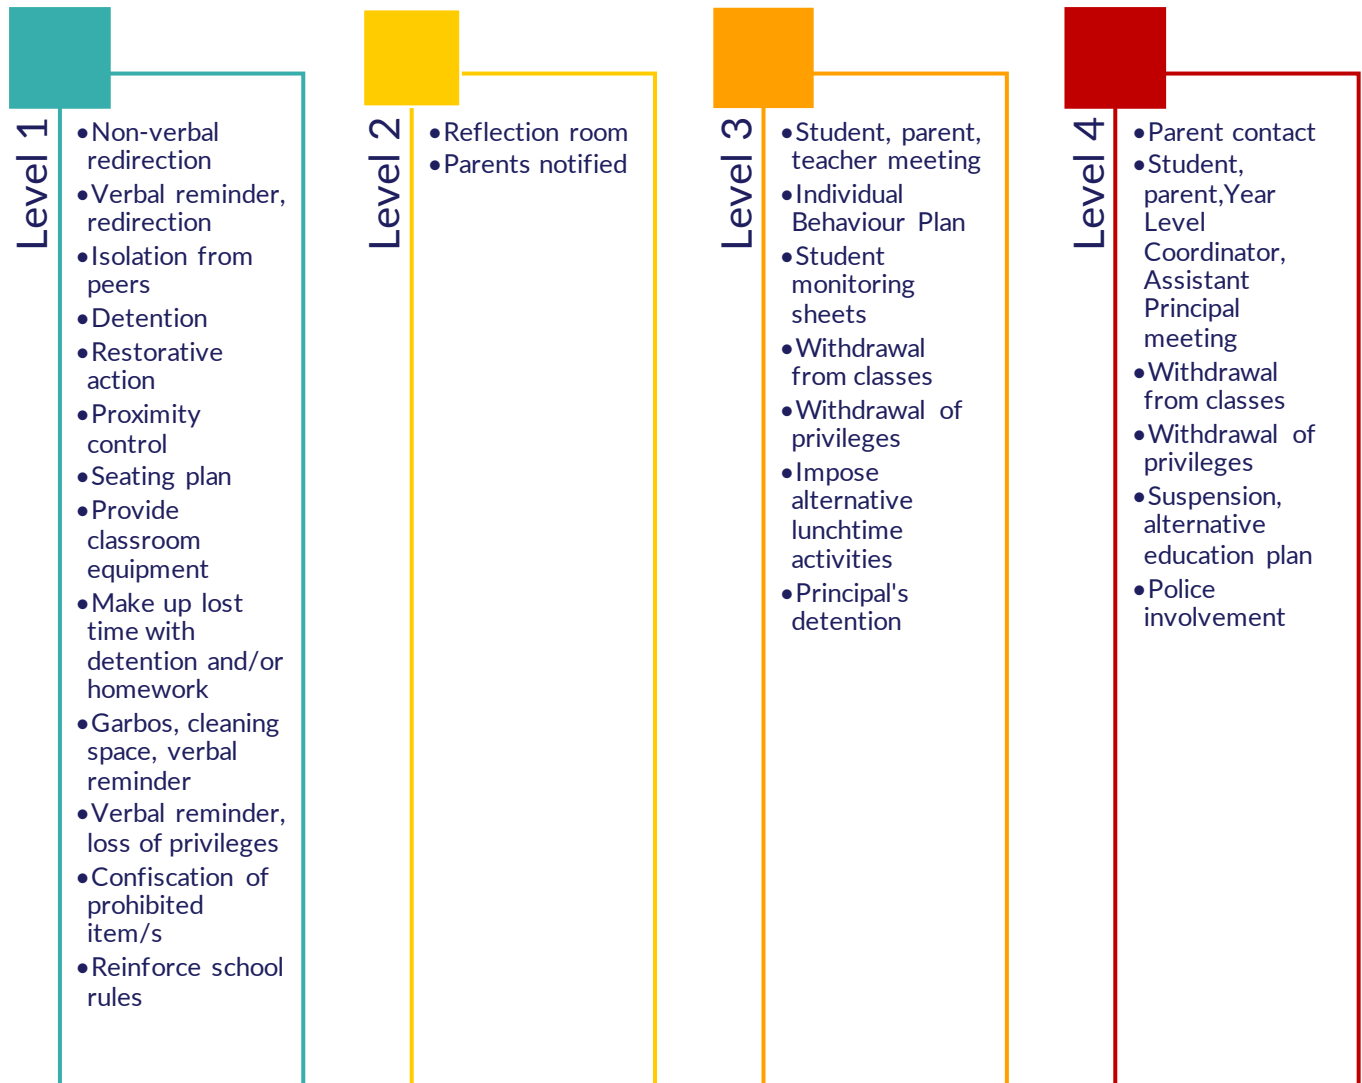 Level 1
•Non-verbal
redirection
•Verbal reminder,
redirection
•Isolation from
peers
•Detention
•Restorative
action
•Proximity
control
•Seating plan
•Provide
classroom
equipment
•Make up lost
time with
detention and/or
homework
•Garbos, cleaning
space, verbal
reminder
•Verbal reminder,
loss of privileges
•Confiscation of
prohibited
item/s
•Reinforce school
rules
Level 2
•Reflection room
•Parents notified
Level 3
•Student, parent,
teacher meeting
•Individual
Behaviour Plan
•Student
monitoring
sheets
•Withdrawal
from classes
•Withdrawal of
privileges
•Impose
alternative
lunchtime
activities
•Principal's
detention
Level 4
•Parent contact
•Student,
parent,Year
Level
Coordinator,
Assistant
Principal
meeting
•Withdrawal
from classes
•Withdrawal of
privileges
•Suspension,
alternative
education plan
•Police
involvement